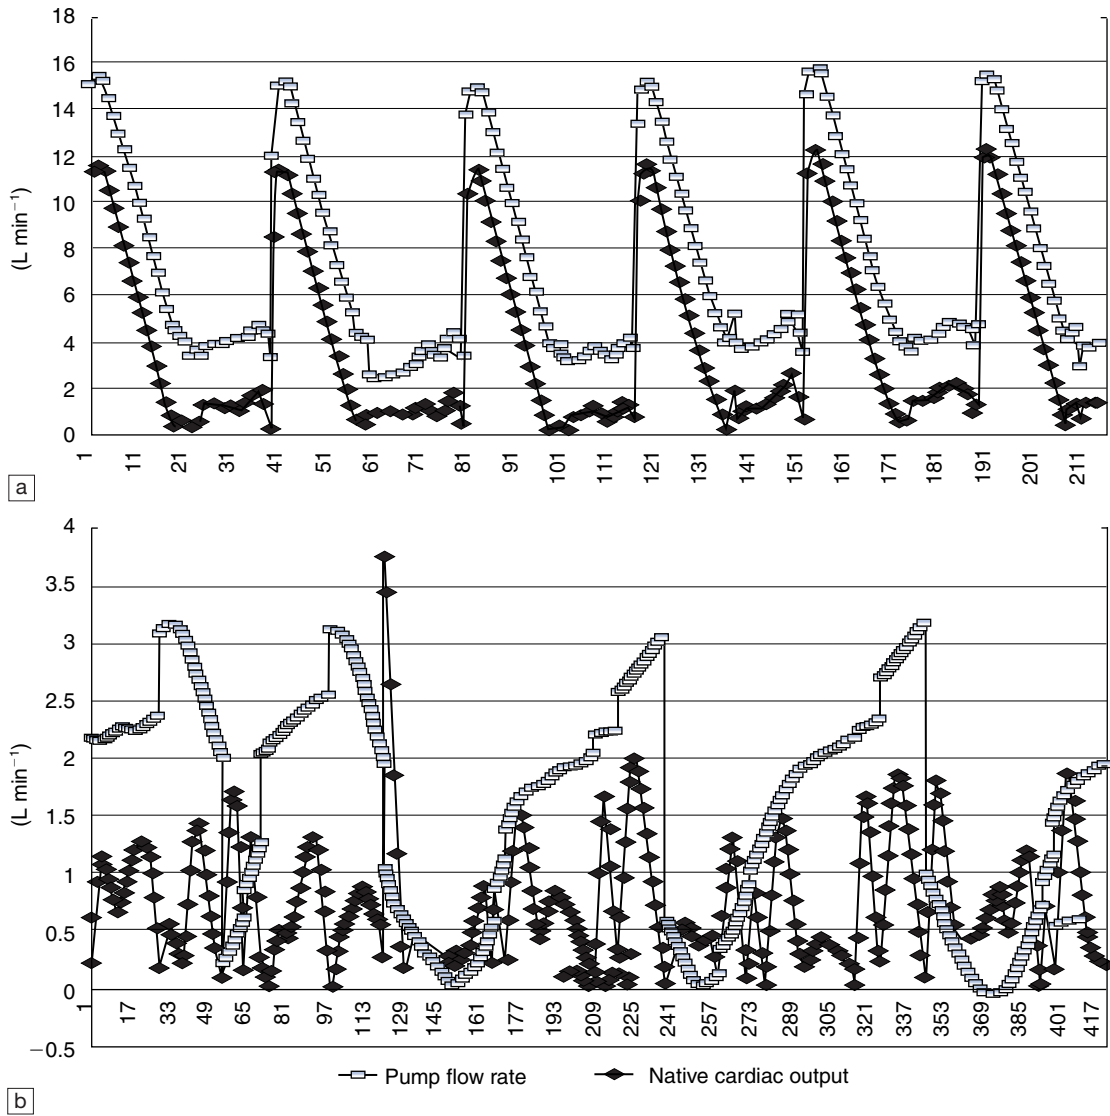 18
16
14
12
10
8
6
4
2
0
(L min−1)
1 11 21 31 41 51 61 71 81 91 101 111 121 131 141 151 161 171 181 191 201 211
a
4
3.5
3
2.5
2
1.5
1
0.5
0
−0.5
(L min−1)
1 17 33 49 65 81 97 113 129 145 161 177 193 209 225 241 257 273 289 305 321 337 353 369 385 401 417
Pump flow rate Native cardiac output
b